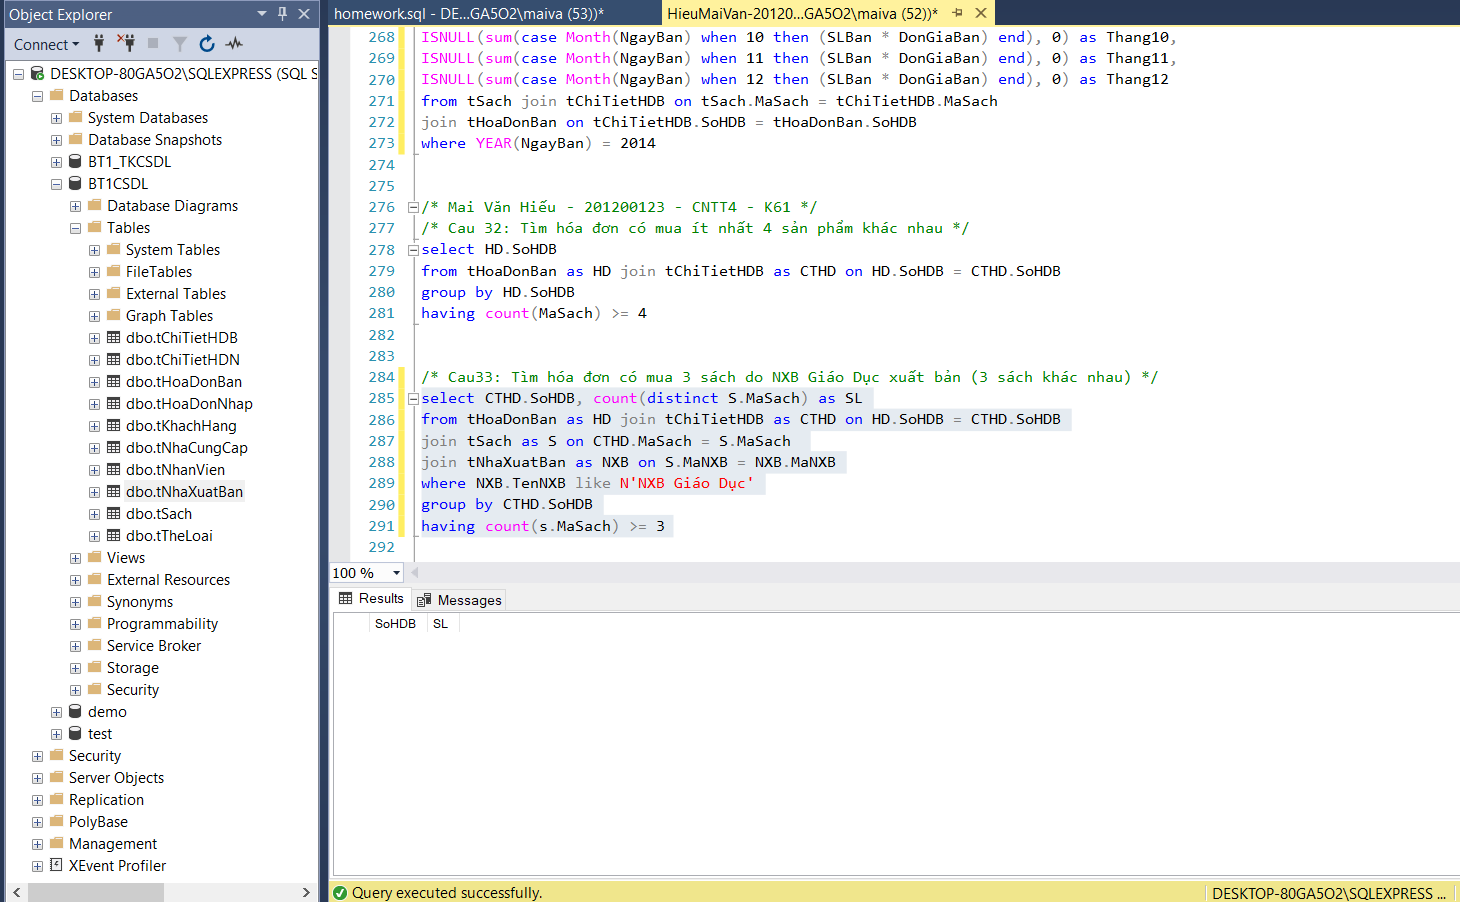 Object Explorer
Connect
DESKTOP-80GA5O2\SQLEXPRESS (SQL S
Databases
System Databases
Database Snapshots
BT1_TKCSDL
BT1CSDL
Database Diagrams
Tables
System Tables
FileTables
External Tables
Graph Tables
dbo.tChiTietHDB
dbo.tChiTietHDN
dbo.tHoaDonBan
dbo.tHoaDonNhap
dbo.tKhachHang
dbo.tNhaCungCap
dbo.tNhanVien
dbo.tNhaXuatBan
dbo.tSach
dbo.tTheLoai
Views
External Resources
Synonyms
Programmability
Service Broker
Storage
Security
demo
test
Security
Server Objects
Replication
PolyBase
Management
XEvent Profiler
homework.sql - DE...GA5O2\maiva (53))*
HieuMaiVan-20120...GA5O2\maiva (52))*
268 ISNULL(sum(case Month(NgayBan) when 10 then (SLBan * DonGiaBan) end), 0) as Thang10,
269 ISNULL(sum(case Month(NgayBan) when 11 then (SLBan * DonGiaBan) end), 0) as Thang11,
270 ISNULL(sum(case Month(NgayBan) when 12 then (SLBan * DonGiaBan) end), 0) as Thang12
271 from tSach join tChiTietHDB on tSach.MaSach = tChiTietHDB.MaSach
272 join tHoaDonBan on tChiTietHDB.SoHDB = tHoaDonBan.SoHDB
273 where YEAR(NgayBan) = 2014
274
275
276 /* Mai Văn Hiếu - 201200123 - CNTT4 - K61 */
277 /* Cau 32: Tìm hóa đơn có mua ít nhất 4 sản phẩm khác nhau */
278 select HD.SoHDB
279 from tHoaDonBan as HD join tChiTietHDB as CTHD on HD.SoHDB = CTHD.SoHDB
280 group by HD.SoHDB
281 having count(MaSach) >= 4
282
283
284 /* Cau33: Tìm hóa đơn có mua 3 sách do NXB Giáo Dục xuất bản (3 sách khác nhau) */
285 select CTHD.SoHDB, count(distinct S.MaSach) as SL
286 from tHoaDonBan as HD join tChiTietHDB as CTHD on HD.SoHDB = CTHD.SoHDB
287 join tSach as S on CTHD.MaSach = S.MaSach
288 join tNhaXuatBan as NXB on S.MaNXB = NXB.MaNXB
289 where NXB.TenNXB like N'NXB Giáo Dục'
290 group by CTHD.SoHDB
291 having count(s.MaSach) >= 3
292
100 %
Results Messages
SoHDB SL
Query executed successfully.
DESKTOP-80GA5O2\SQLEXPRESS ...